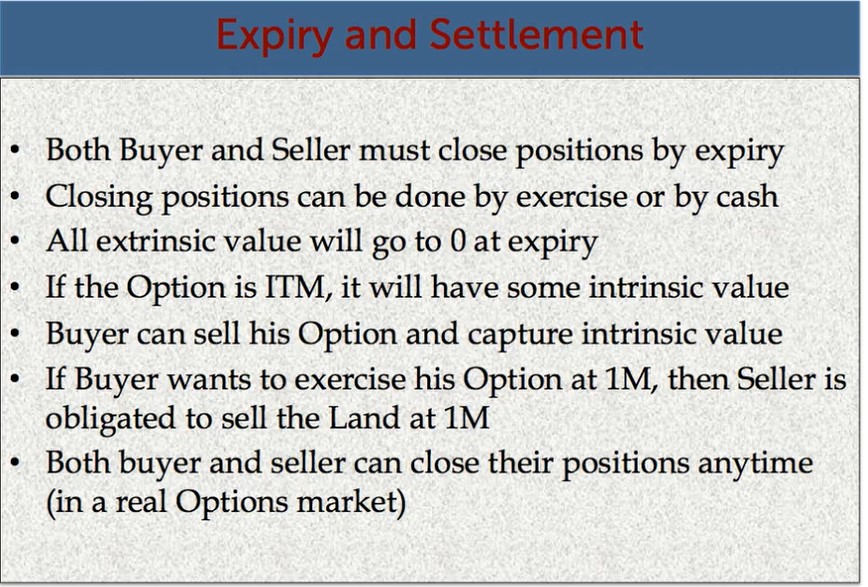 Expiry and Settlement
• Both Buyer and Seller must close positions by expiry
• Closing positions can be done by exercise or by cash
• All extrinsic value will go to 0 at expiry
• If the Option is ITM, it will have some intrinsic value
• Buyer can sell his Option and capture intrinsic value
• If Buyer wants to exercise his Option at 1M, then Seller is
obligated to sell the Land at 1M
• Both buyer and seller can close their positions anytime
(in a real Options market)